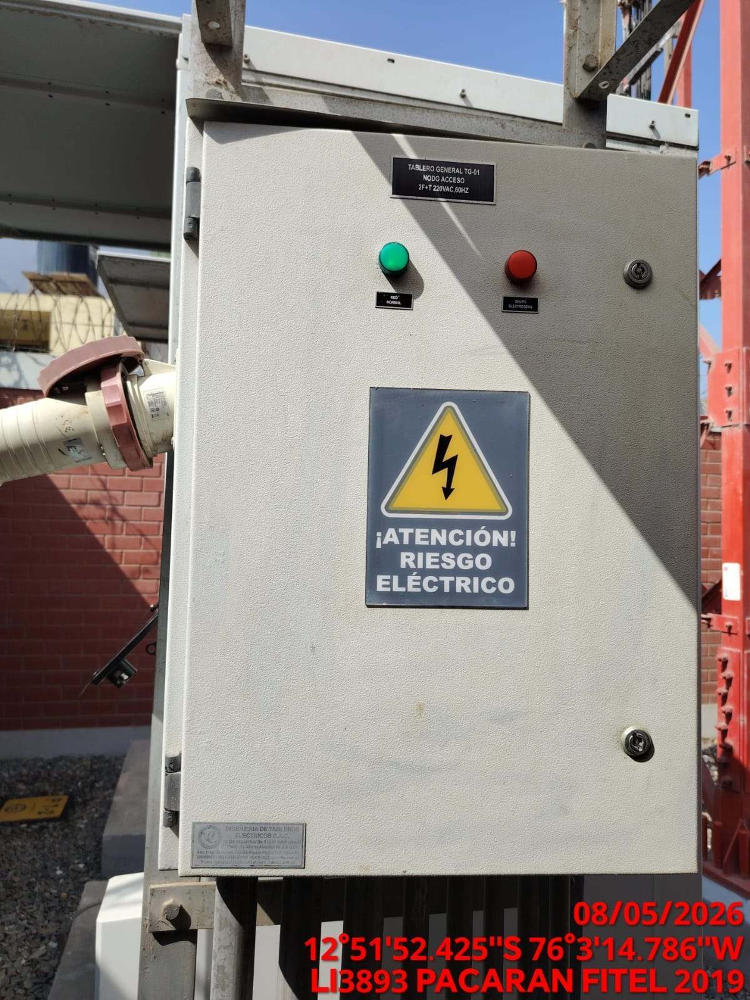 TABLERO GENERAL TG-01
NODO ACCESO
2F+T 220VAC,60HZ
RED
NORMAL
GRUPO
ELECTROGENO
¡ATENCIÓN!
RIESGO
ELÉCTRICO
INGENIERIA DE TABLEROS
ELECTRICOS S.A.C.
08/05/2026
12°51'52.425"S 76°3'14.786"W
LI3893 PACARAN FITEL 2019